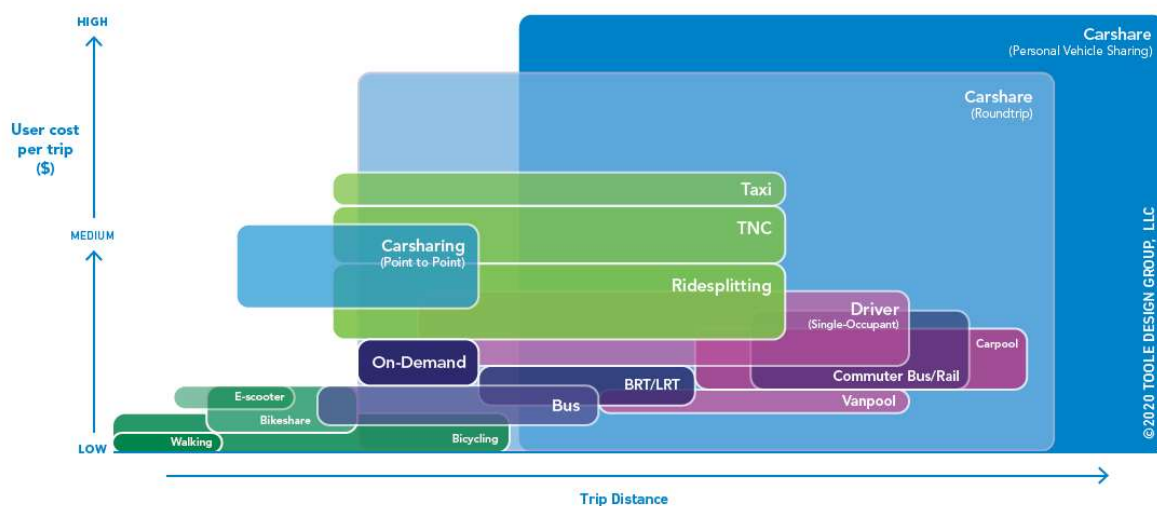 HIGH
User cost
per trip
($)
MEDIUM
LOW
Carshare
(Personal Vehicle Sharing)
Carshare
(Roundtrip)
Taxi
TNC
Carsharing
(Point to Point)
Ridesplitting
Driver
(Single-Occupant)
Carpool
On-Demand
BRT/LRT
Commuter Bus/Rail
E-scooter
Bus
Vanpool
Bikeshare
Walking
Bicycling
Trip Distance
©2020 TOOLE DESIGN GROUP, LLC